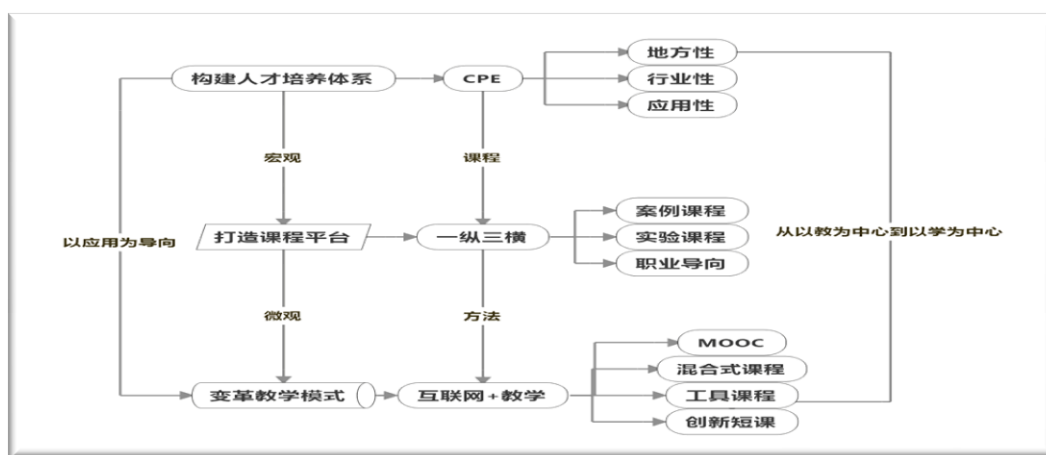 地方性
构建人才培养体系
CPE
行业性
应用性
宏观
课程
案例课程
以应用为导向
打造课程平台
一纵三横
实验课程
从以教为中心到以学为中心
职业导向
微观
方法
MOOC
混合式课程
变革教学模式
互联网+教学
工具课程
创新短课